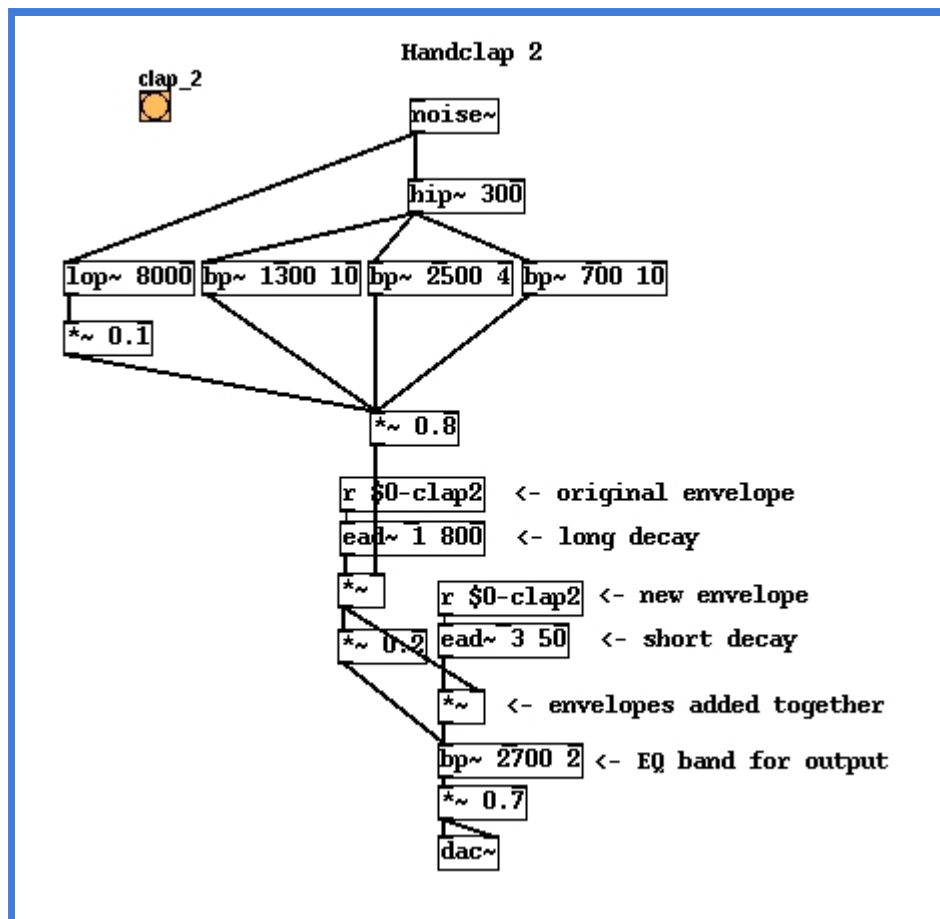 Handclap 2
clap_2
noise~
hip~ 300
lop~ 8000
bp~ 1300 10
bp~ 2500 4
bp~ 700 10
*~ 0.1
*~ 0.8
r $0-clap2
<- original envelope
ead~ 1 800
<- long decay
*~
r $0-clap2
<- new envelope
*~ 0.2
ead~ 3 50
<- short decay
*~
<- envelopes added together
bp~ 2700 2
<- EQ band for output
*~ 0.7
dac~